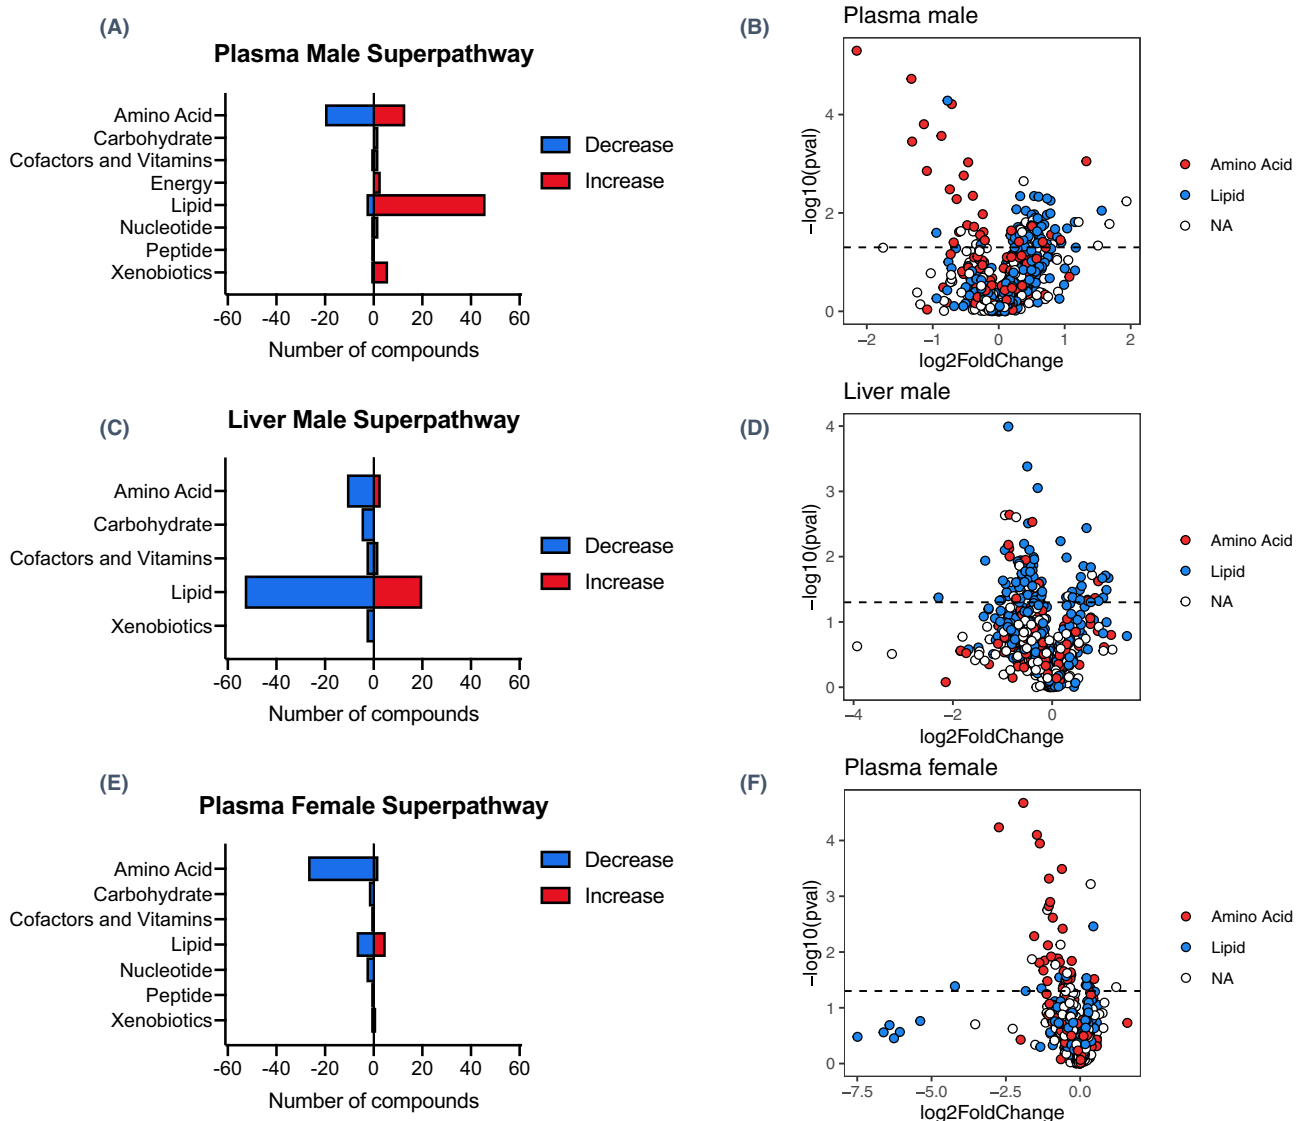 (A)
Plasma Male Superpathway
Amino Acid
Carbohydrate
Cofactors and Vitamins
Energy
Lipid
Nucleotide
Peptide
Xenobiotics
-60 -40 -20 0 20 40 60
Number of compounds
Decrease
Increase
(B)
Plasma male
−log10(pval)
4
2
0
−2 −1 0 1 2
log2FoldChange
Amino Acid
Lipid
NA
(C)
Liver Male Superpathway
Amino Acid
Carbohydrate
Cofactors and Vitamins
Lipid
Xenobiotics
-60 -40 -20 0 20 40 60
Number of compounds
Decrease
Increase
(D)
Liver male
−log10(pval)
4
3
2
1
0
−4 −2 0
log2FoldChange
Amino Acid
Lipid
NA
(E)
Plasma Female Superpathway
Amino Acid
Carbohydrate
Cofactors and Vitamins
Lipid
Nucleotide
Peptide
Xenobiotics
-60 -40 -20 0 20 40 60
Number of compounds
Decrease
Increase
(F)
Plasma female
−log10(pval)
4
3
2
1
0
−7.5 −5.0 −2.5 0.0
log2FoldChange
Amino Acid
Lipid
NA